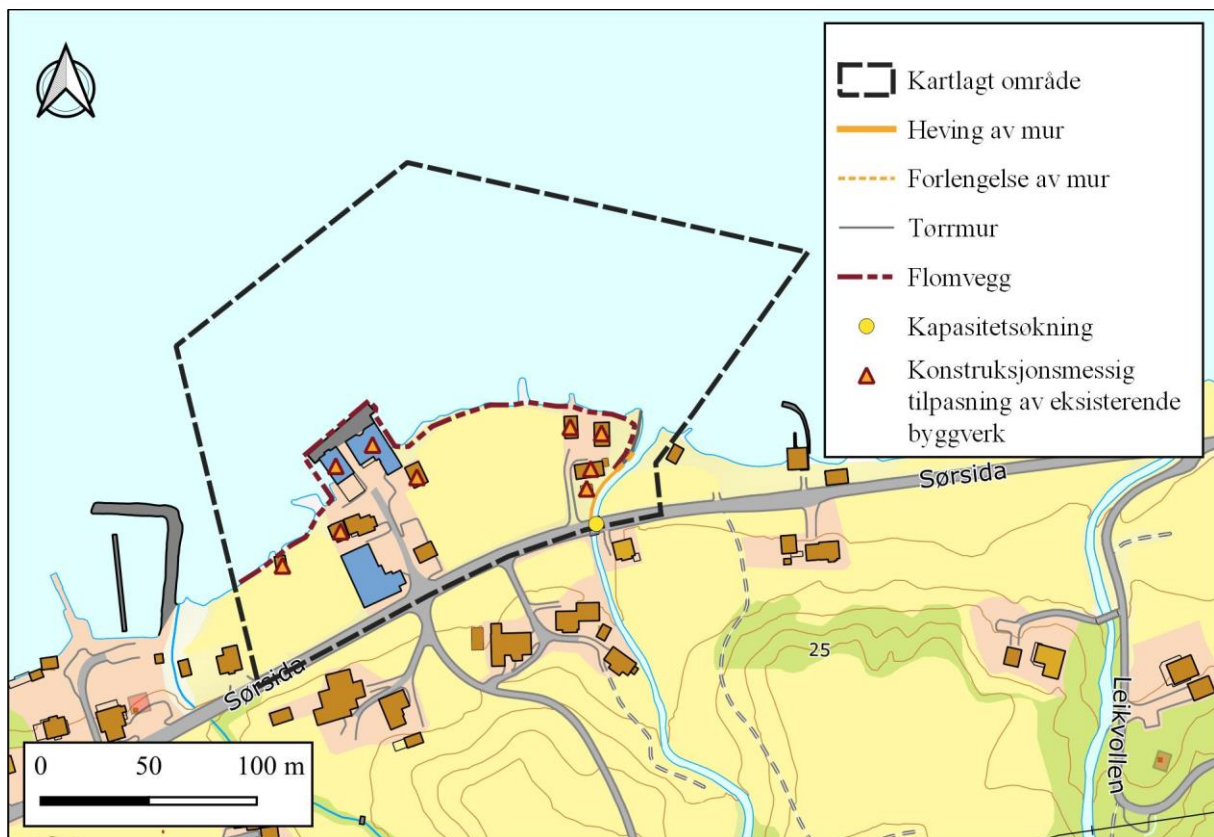 Kartlagt område
Heving av mur
Forlengelse av mur
Tørrmur
Flomvegg
Kapasitetsøkning
Konstruksjonsmessig
tilpasning av eksisterende
byggverk
Sørsida
Sørsida
25
Leikvollen
0 50 100 m